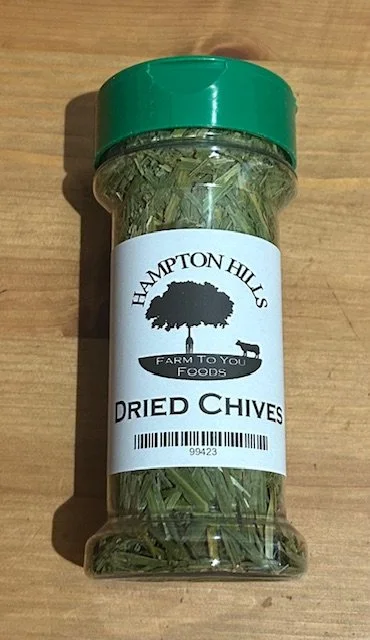 HAMPTON HILLS
FARM TO YOU
FOODS
DRIED CHIVES
99423